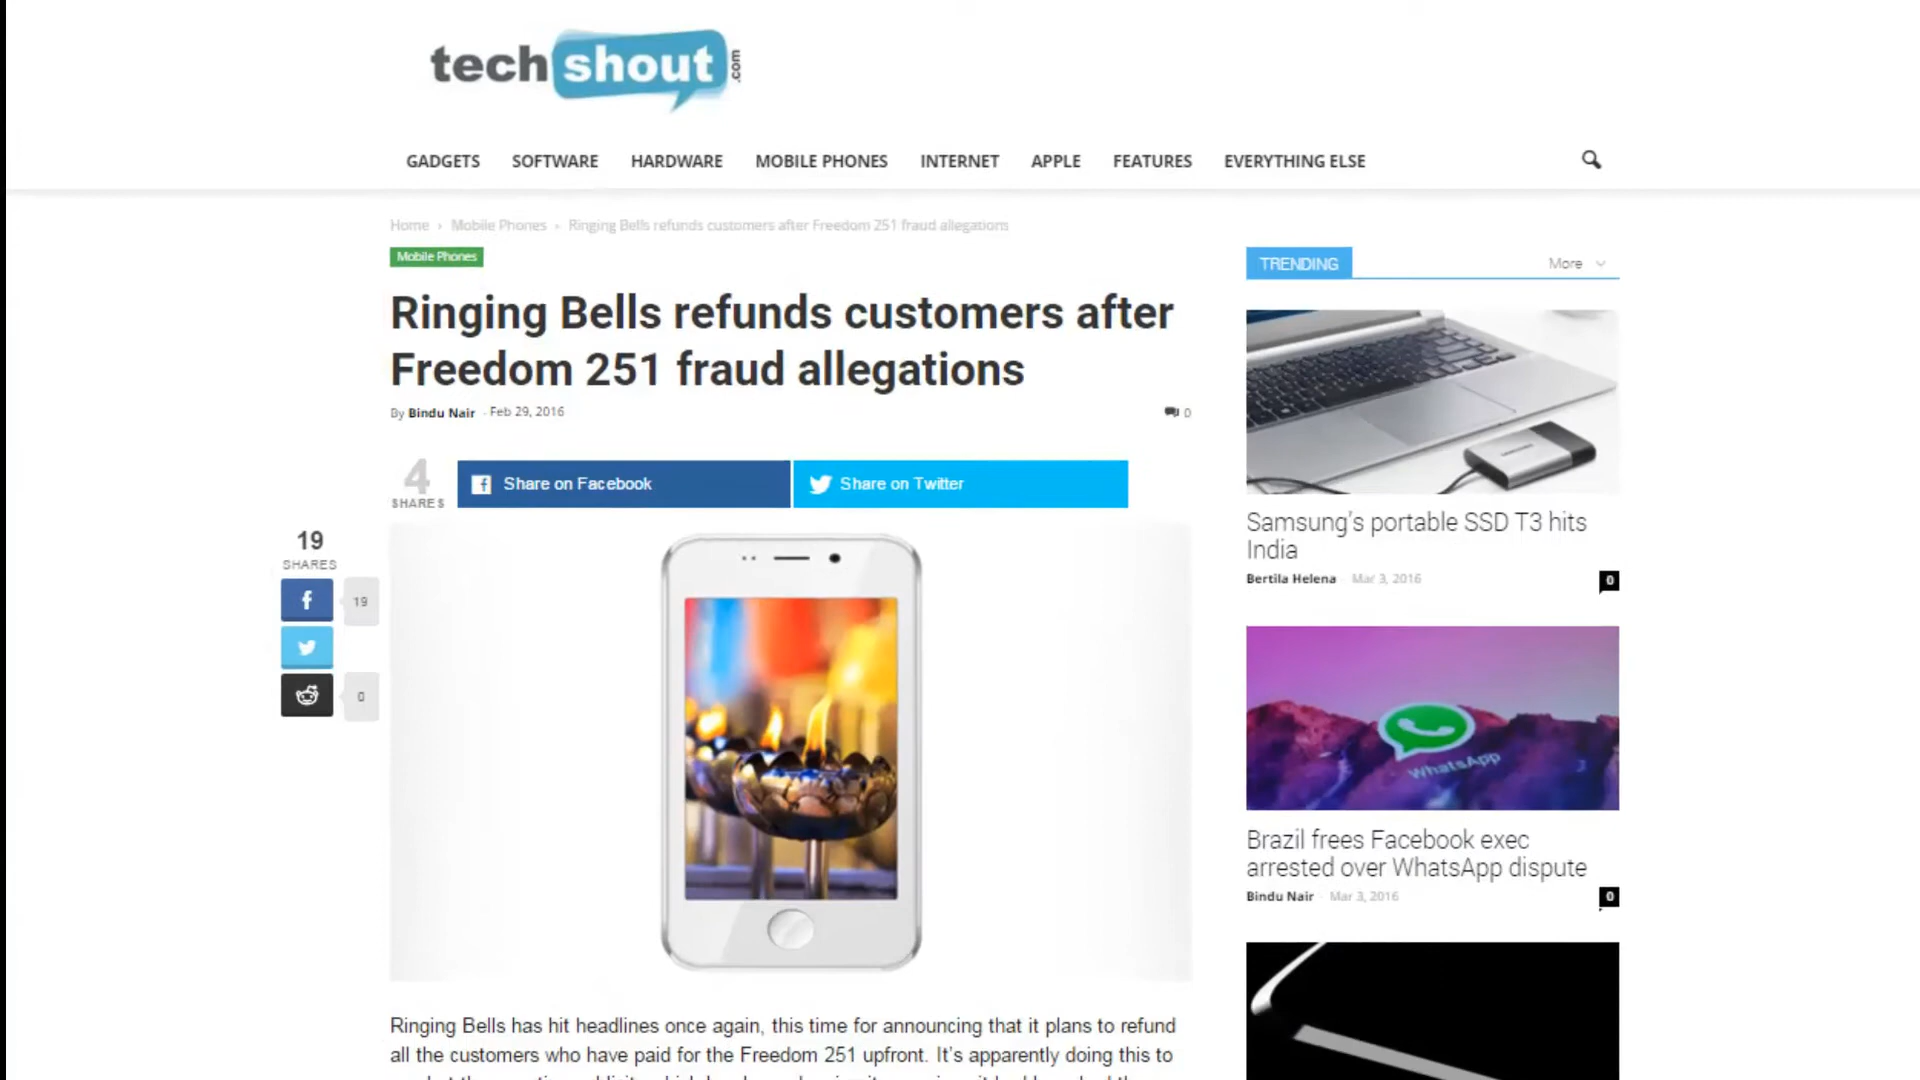 techshout.com
GADGETS SOFTWARE HARDWARE MOBILE PHONES INTERNET APPLE FEATURES EVERYTHING ELSE
Home › Mobile Phones › Ringing Bells refunds customers after Freedom 251 fraud allegations
Mobile Phones
Ringing Bells refunds customers after
Freedom 251 fraud allegations
By Bindu Nair - Feb 29, 2016
0
4
SHARES
Share on Facebook
Share on Twitter
19
SHARES
19
0
Ringing Bells has hit headlines once again, this time for announcing that it plans to refund
all the customers who have paid for the Freedom 251 upfront. It's apparently doing this to
TRENDING
More
Samsung's portable SSD T3 hits
India
Bertila Helena - Mar 3, 2016
0
WhatsApp
Brazil frees Facebook exec
arrested over WhatsApp dispute
Bindu Nair - Mar 3, 2016
0